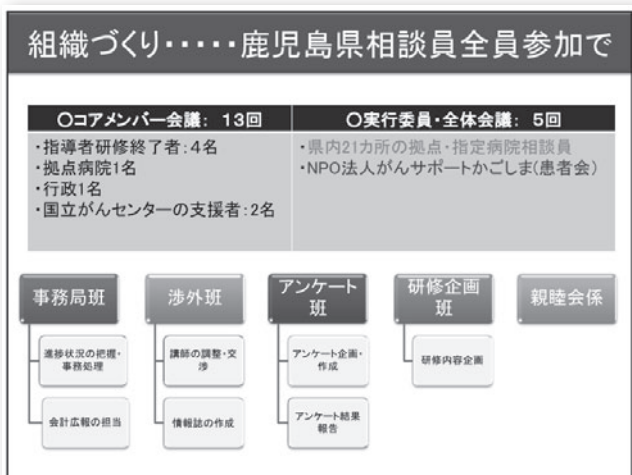 組織づくり・・・・・鹿児島県相談員全員参加で
○コアメンバー会議: 13回
・指導者研修終了者:4名
・拠点病院1名
・行政1名
・国立がんセンターの支援者:2名
○実行委員・全体会議: 5回
・県内21カ所の拠点・指定病院相談員
・NPO法人がんサポートかごしま(患者会)
事務局班
進捗状況の把握・
事務処理
会計広報の担当
渉外班
講師の調整・交
渉
情報誌の作成
アンケート
班
アンケート企画・
作成
アンケート結果
報告
研修企画
班
研修内容企画
親睦会係